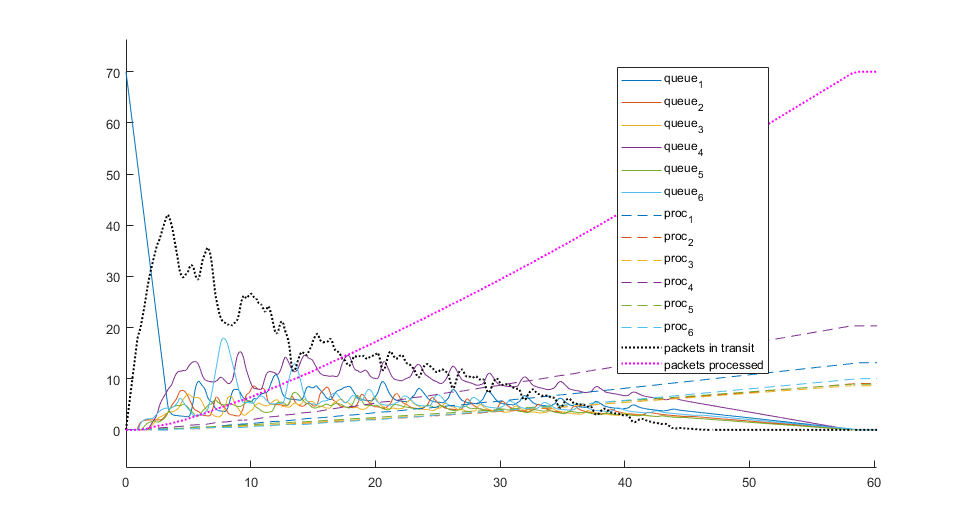 70
60
50
40
30
20
10
0
0 10 20 30 40 50 60
queue1
queue2
queue3
queue4
queue5
queue6
proc1
proc2
proc3
proc4
proc5
proc6
packets in transit
packets processed